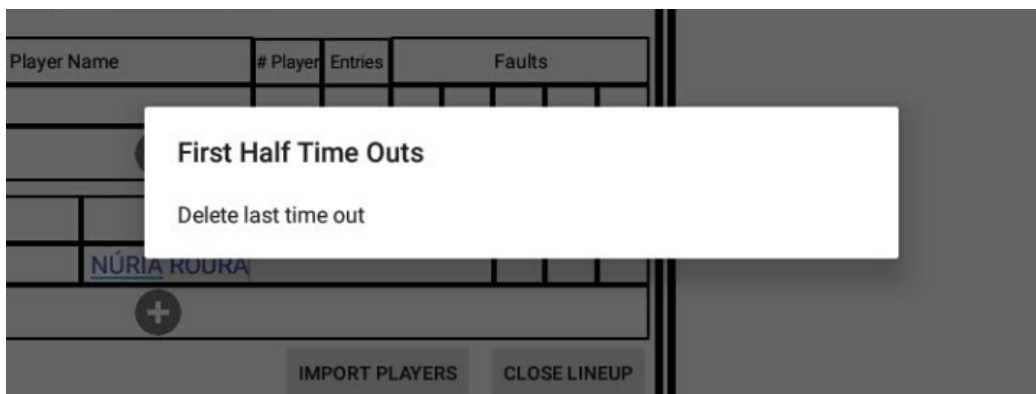 Player Name # Player Entries Faults
First Half Time Outs
Delete last time out
NÚRIA ROURA
IMPORT PLAYERS CLOSE LINEUP